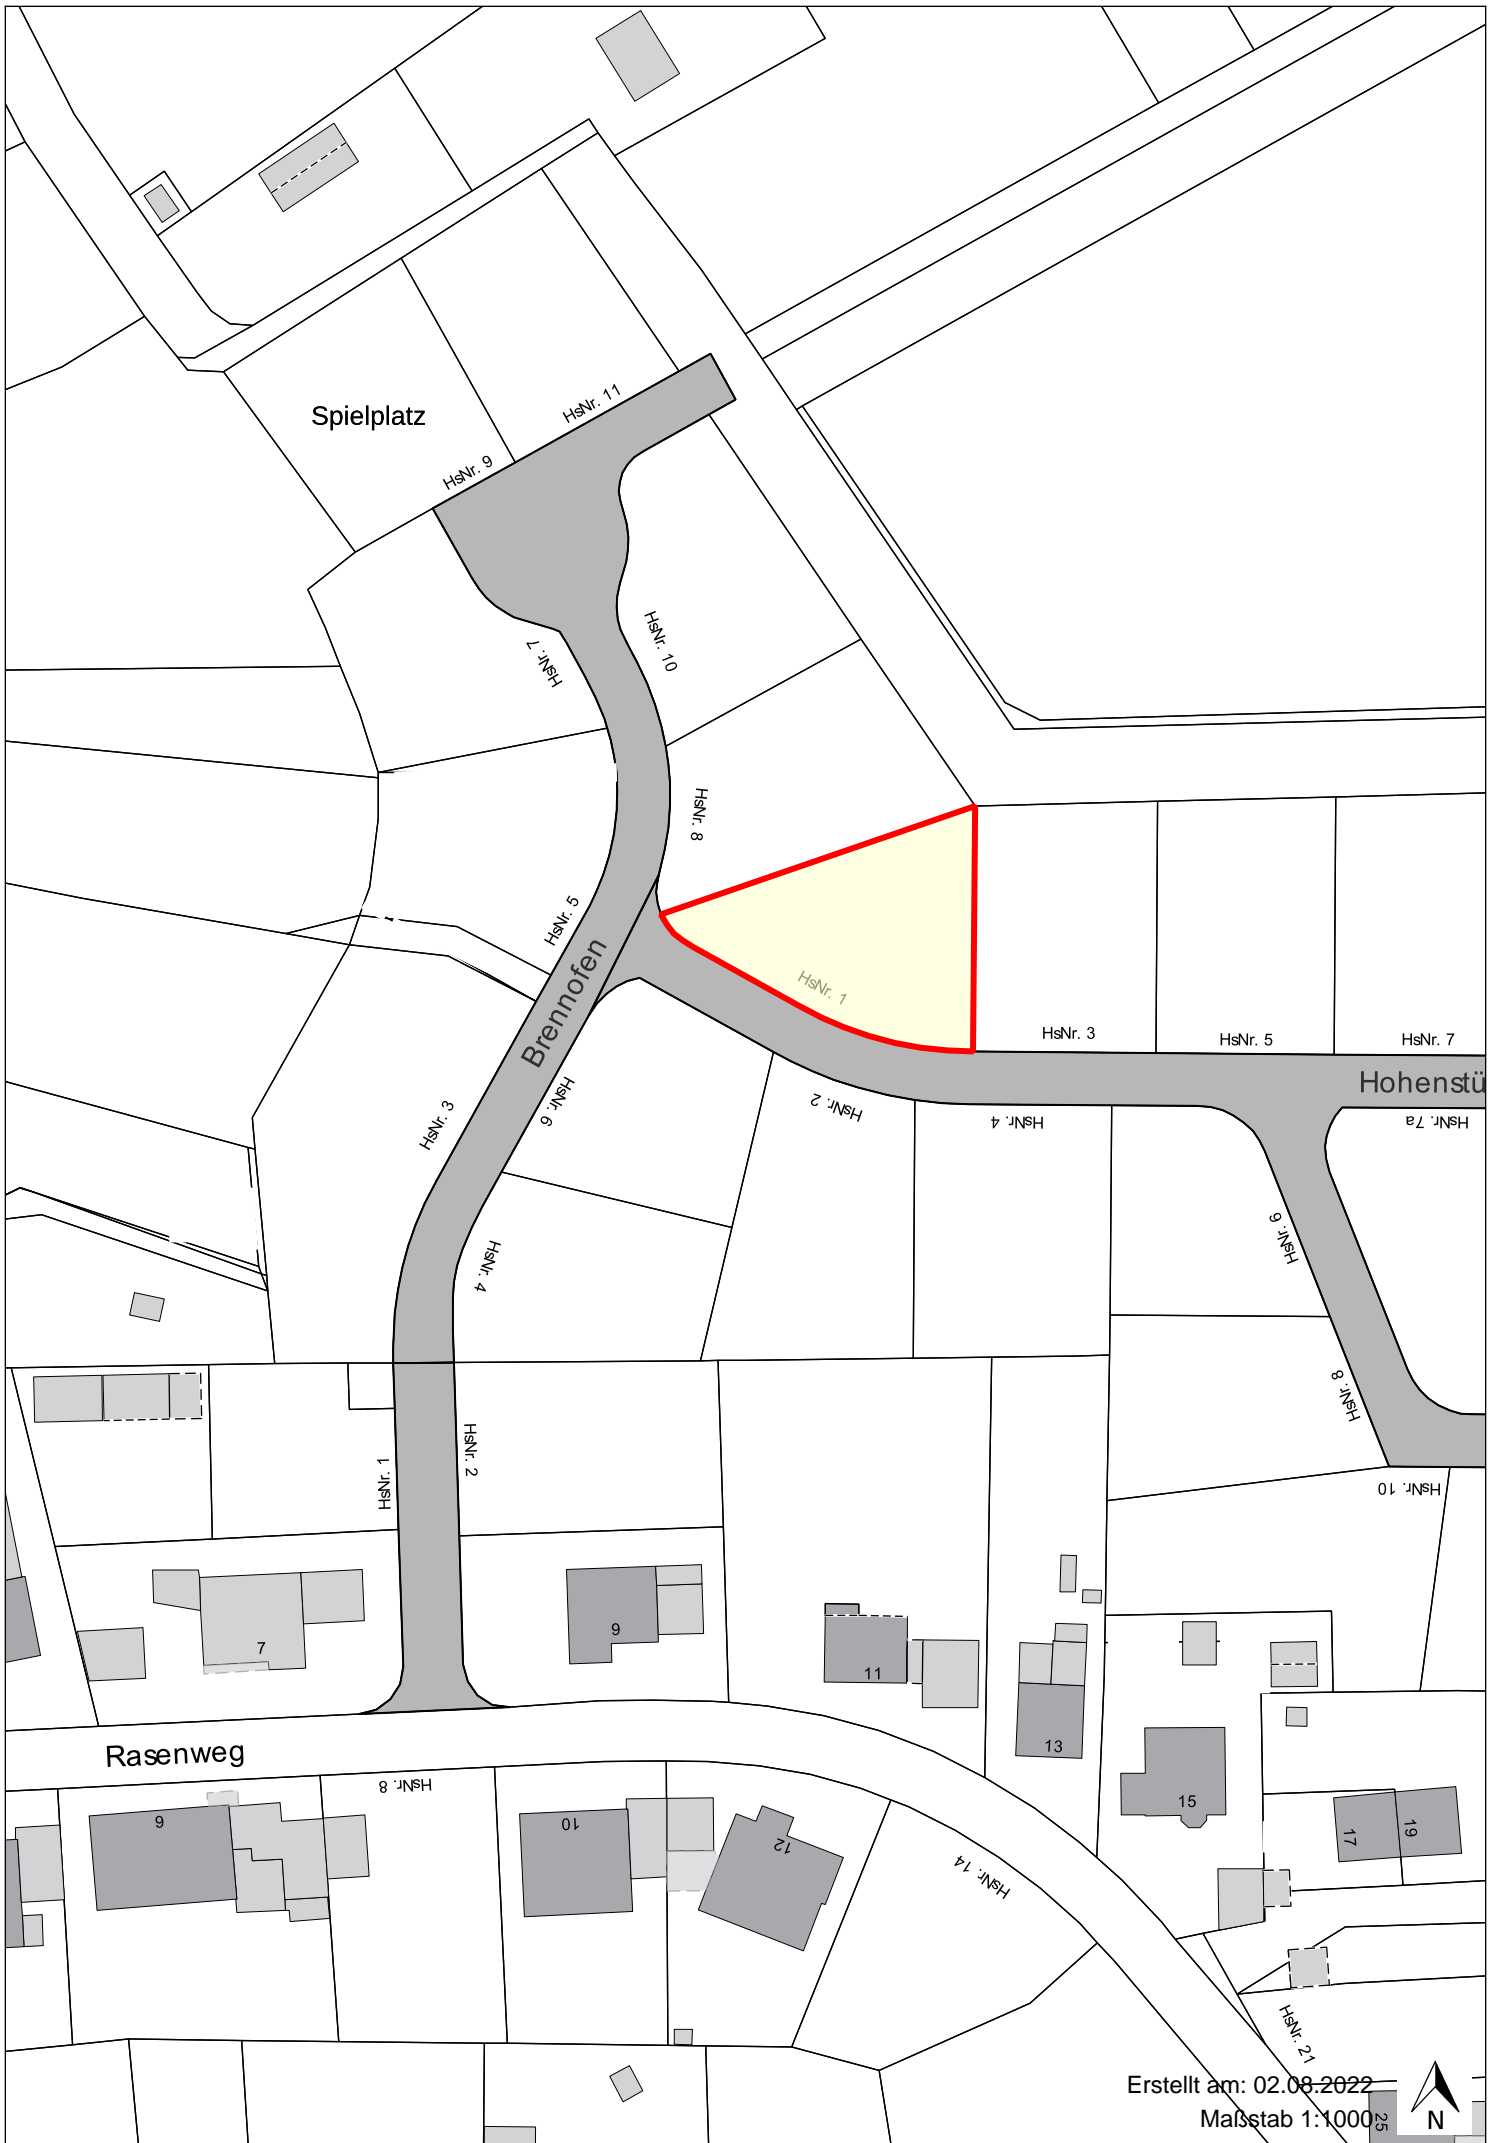 HsNr. 11
Spielplatz
HsNr. 9
HsNr. 10
HsNr. 7
HsNr. 8
HsNr. 5
Brennofen
HsNr. 1
HsNr. 3
HsNr. 5
HsNr. 7
Hohenstü
HsNr. 6
HsNr. 3
HsNr. 2
HsNr. 4
HsNr. 7a
HsNr. 6
HsNr. 4
HsNr. 8
HsNr. 2
HsNr. 1
HsNr. 10
7
9
11
13
Rasenweg
HsNr. 8
15
6
10
12
17
19
HsNr. 14
HsNr. 21
Erstellt am: 02.08.2022
Maßstab 1:1000
25
N